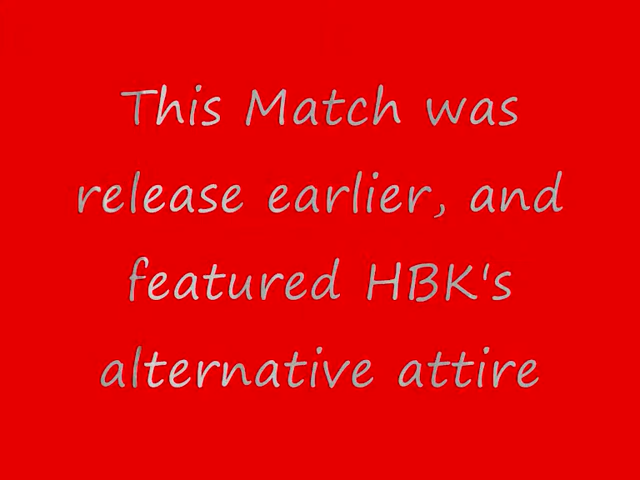 This Match was
release earlier, and
featured HBK's
alternative attire